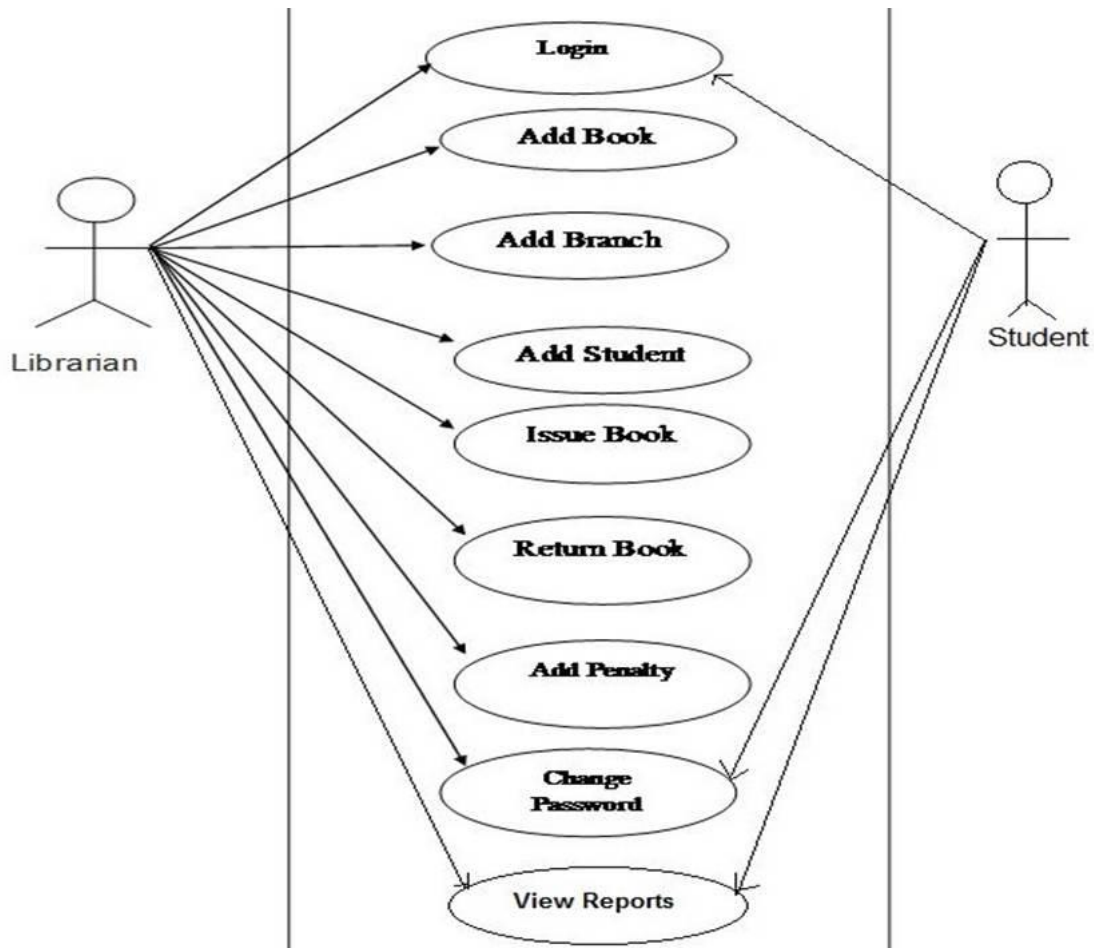 Login
Add Book
Add Branch
Librarian
Student
Add Student
Issue Book
Return Book
Add Penalty
Change
Password
View Reports